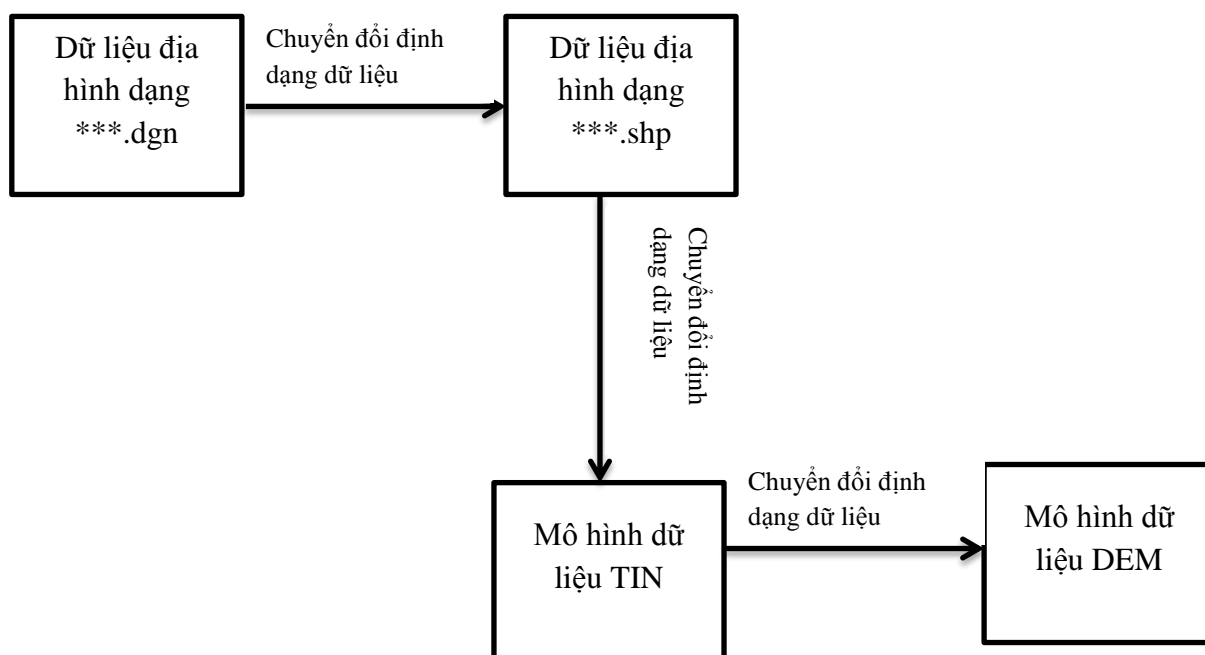 Dữ liệu địa
hình dạng
***.dgn
Chuyển đổi định
dạng dữ liệu
Dữ liệu địa
hình dạng
***.shp
Chuyển đổi định
dạng dữ liệu
Mô hình dữ
liệu TIN
Chuyển đổi định
dạng dữ liệu
Mô hình dữ
liệu DEM